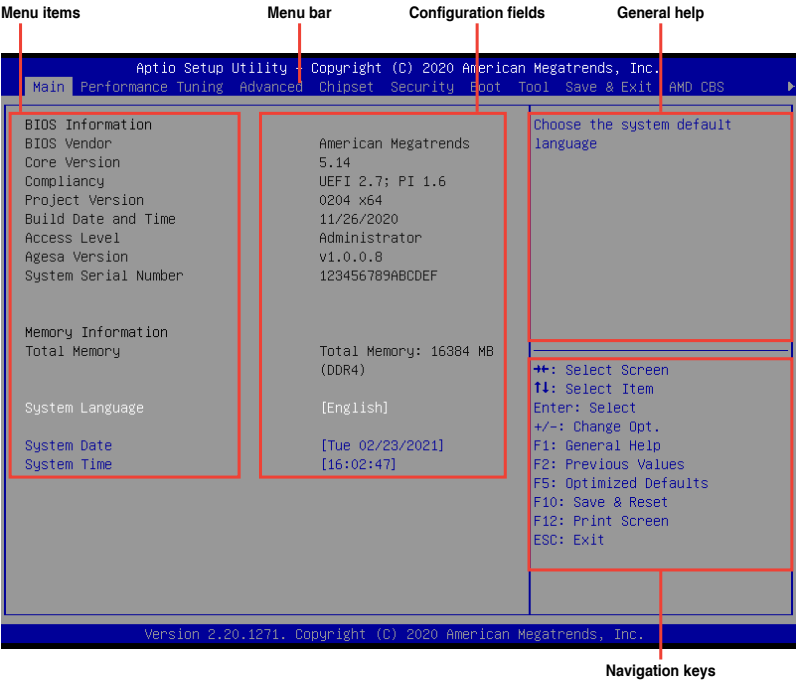 Menu items Menu bar Configuration fields General help
Aptio Setup Utility - Copyright (C) 2020 American Megatrends, Inc.
Main Performance Tuning Advanced Chipset Security Boot Tool Save & Exit AMD CBS
BIOS Information
BIOS Vendor American Megatrends
Core Version 5.14
Compliancy UEFI 2.7; PI 1.6
Project Version 0204 x64
Build Date and Time 11/26/2020
Access Level Administrator
Agesa Version v1.0.0.8
System Serial Number 123456789ABCDEF
Memory Information
Total Memory Total Memory: 16384 MB
(DDR4)
System Language [English]
System Date [Tue 02/23/2021]
System Time [16:02:47]
Choose the system default
language
→←: Select Screen
↑↓: Select Item
Enter: Select
+/-: Change Opt.
F1: General Help
F2: Previous Values
F5: Optimized Defaults
F10: Save & Reset
F12: Print Screen
ESC: Exit
Version 2.20.1271. Copyright (C) 2020 American Megatrends, Inc.
Navigation keys